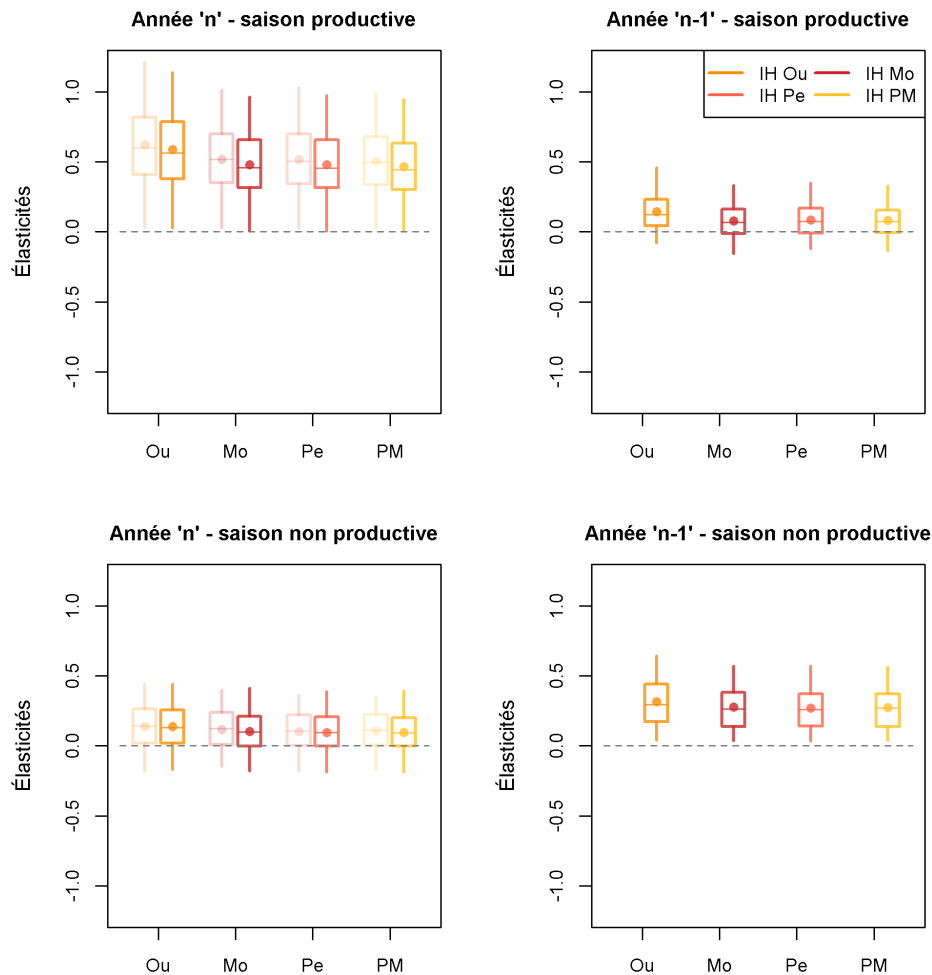 Année 'n' - saison productive
Année 'n-1' - saison productive
Élasticités
1.0
0.5
0.0
-0.5
-1.0
Ou Mo Pe PM
Élasticités
1.0
0.5
0.0
-0.5
-1.0
IH Ou IH Mo
IH Pe IH PM
Ou Mo Pe PM
Année 'n' - saison non productive
Année 'n-1' - saison non productive
Élasticités
1.0
0.5
0.0
-0.5
-1.0
Ou Mo Pe PM
Élasticités
1.0
0.5
0.0
-0.5
-1.0
Ou Mo Pe PM